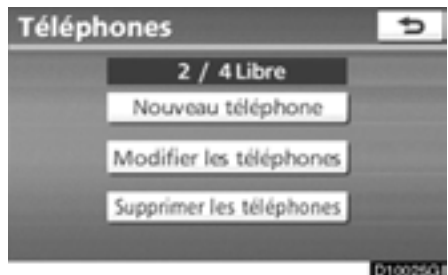 Téléphones
2 / 4 Libre
Nouveau téléphone
Modifier les téléphones
Supprimer les téléphones